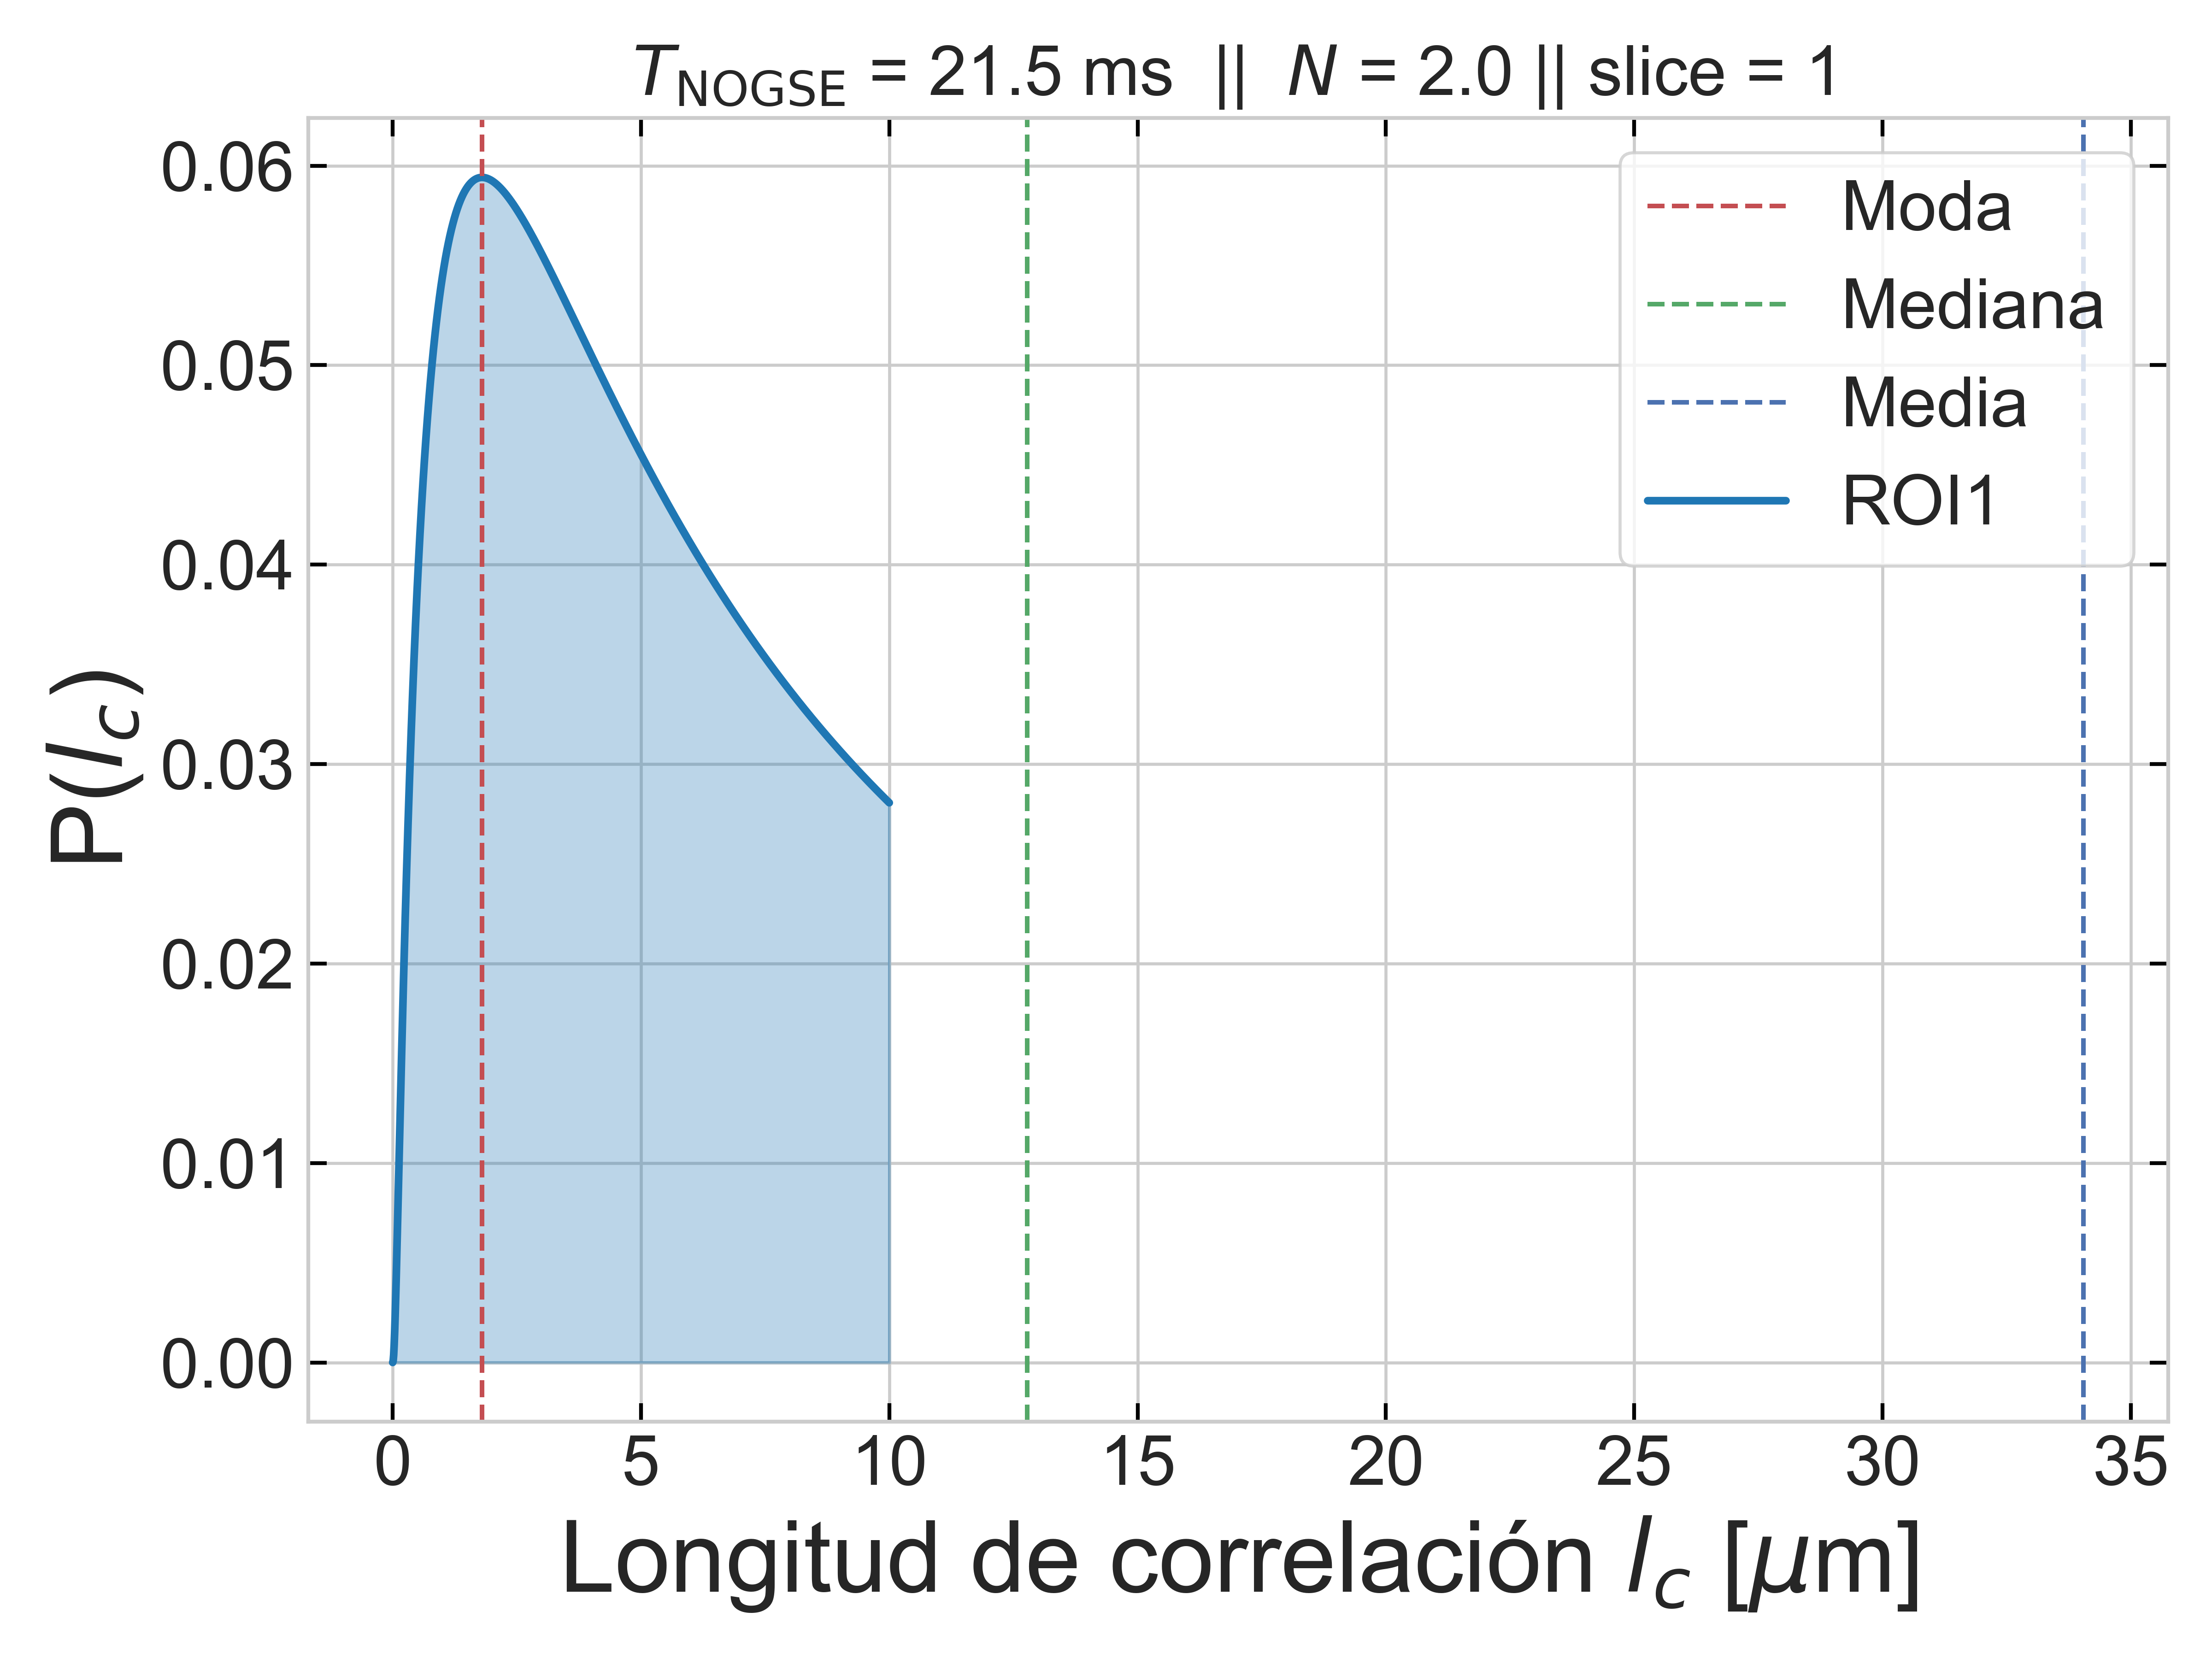 T_NOGSE = 21.5 ms || N = 2.0 || slice = 1
0.06
0.05
0.04
0.03
0.02
0.01
0.00
P(l_c)
Moda
Mediana
Media
ROI1
0 5 10 15 20 25 30 35
Longitud de correlación l_c [μm]